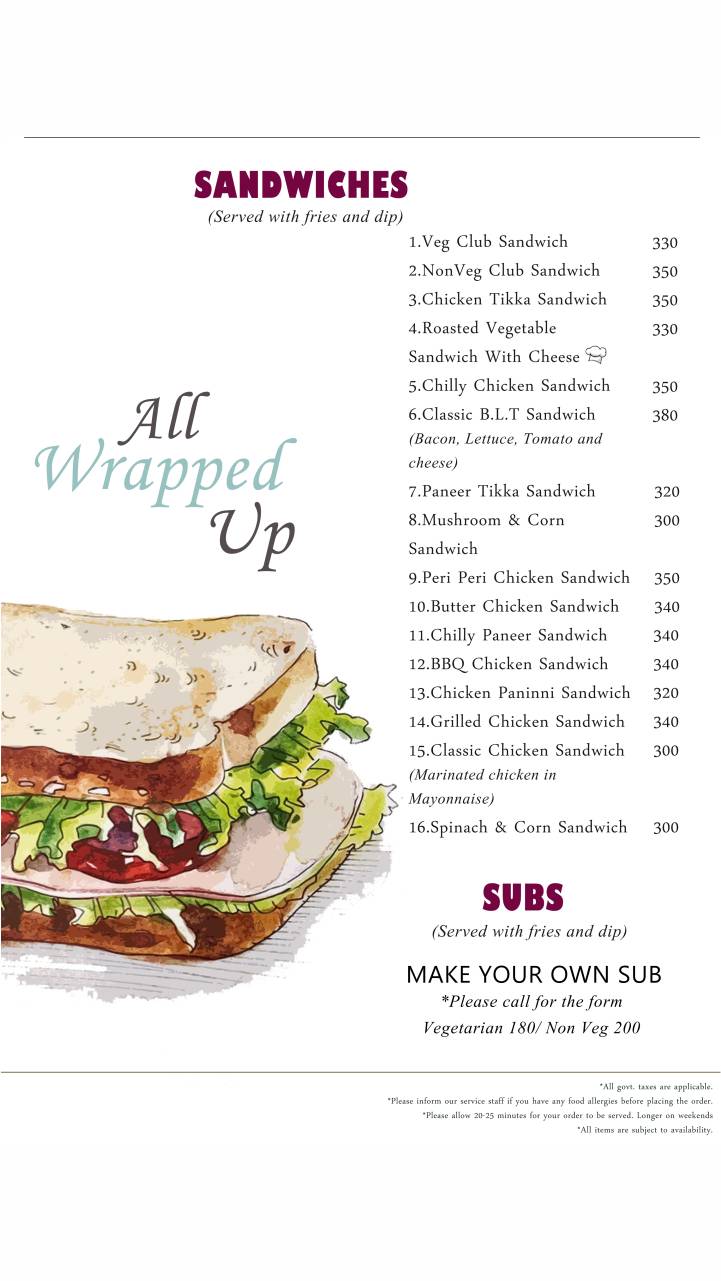 SANDWICHES
(Served with fries and dip)
1.Veg Club Sandwich 330
2.NonVeg Club Sandwich 350
3.Chicken Tikka Sandwich 350
4.Roasted Vegetable 330
Sandwich With Cheese
5.Chilly Chicken Sandwich 350
6.Classic B.L.T Sandwich 380
(Bacon, Lettuce, Tomato and
cheese)
7.Paneer Tikka Sandwich 320
8.Mushroom & Corn 300
Sandwich
9.Peri Peri Chicken Sandwich 350
10.Butter Chicken Sandwich 340
11.Chilly Paneer Sandwich 340
12.BBQ Chicken Sandwich 340
13.Chicken Paninni Sandwich 320
14.Grilled Chicken Sandwich 340
15.Classic Chicken Sandwich 300
(Marinated chicken in
Mayonnaise)
16.Spinach & Corn Sandwich 300
All
Wrapped
Up
SUBS
(Served with fries and dip)
MAKE YOUR OWN SUB
*Please call for the form
Vegetarian 180/ Non Veg 200
*All govt. taxes are applicable.
*Please inform our service staff if you have any food allergies before placing the order.
*Please allow 20-25 minutes for your order to be served. Longer on weekends
*All items are subject to availability.